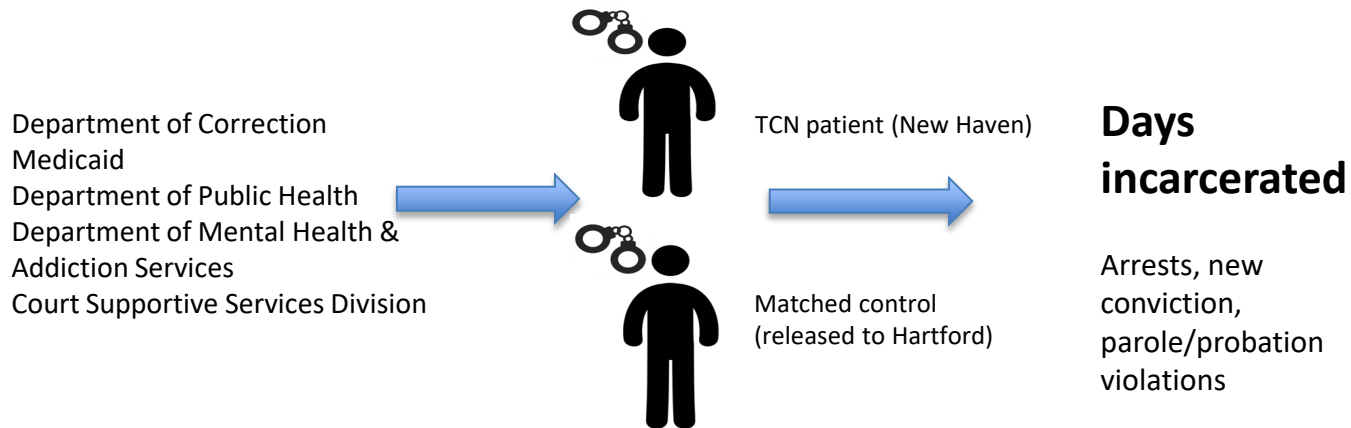 Department of Correction
Medicaid
Department of Public Health
Department of Mental Health &
Addiction Services
Court Supportive Services Division
TCN patient (New Haven)
Matched control
(released to Hartford)
Days
incarcerated
Arrests, new
conviction,
parole/probation
violations